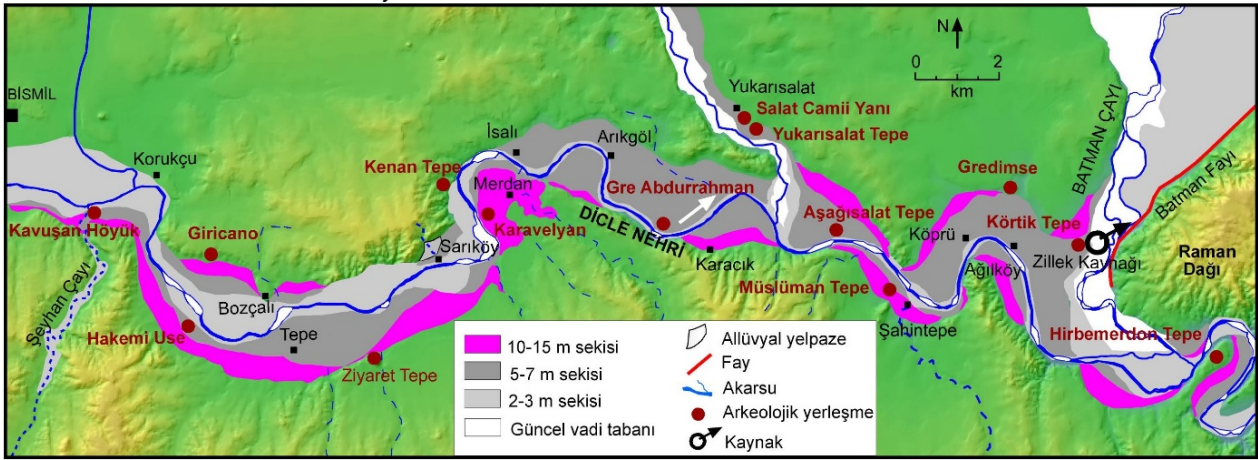 BİSMİL
Korukçu
Kavuşan Höyük
Şeyhan Çayı
Giricano
Hakemi Use
Bozçalı
Tepe
Ziyaret Tepe
Sarıköy
Kenan Tepe
İsalı
Merdan
Karavelyan
Arıkgöl
Gre Abdurrahman
DİCLE NEHRİ
Karacık
Yukarısalat
Salat Camii Yanı
Yukarısalat Tepe
N
0 2
km
Aşağısalat Tepe
Müslüman Tepe
Şahintepe
Gredimse
Köprü
Körtik Tepe
Ağılköy
Zillek Kaynağı
BATMAN ÇAYI
Batman Fayı
Raman
Dağı
Hirbemerdon Tepe
10-15 m sekisi
5-7 m sekisi
2-3 m sekisi
Güncel vadi tabanı
Allüvyal yelpaze
Fay
Akarsu
Arkeolojik yerleşme
Kaynak